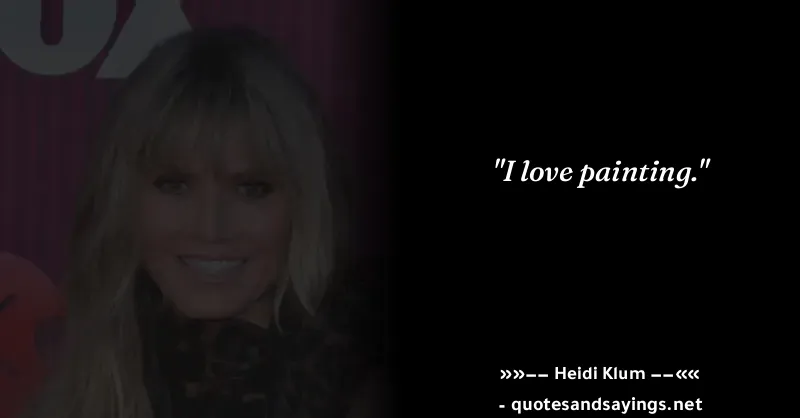 "I love painting."
»»–– Heidi Klum ––««
- quotesandsayings.net